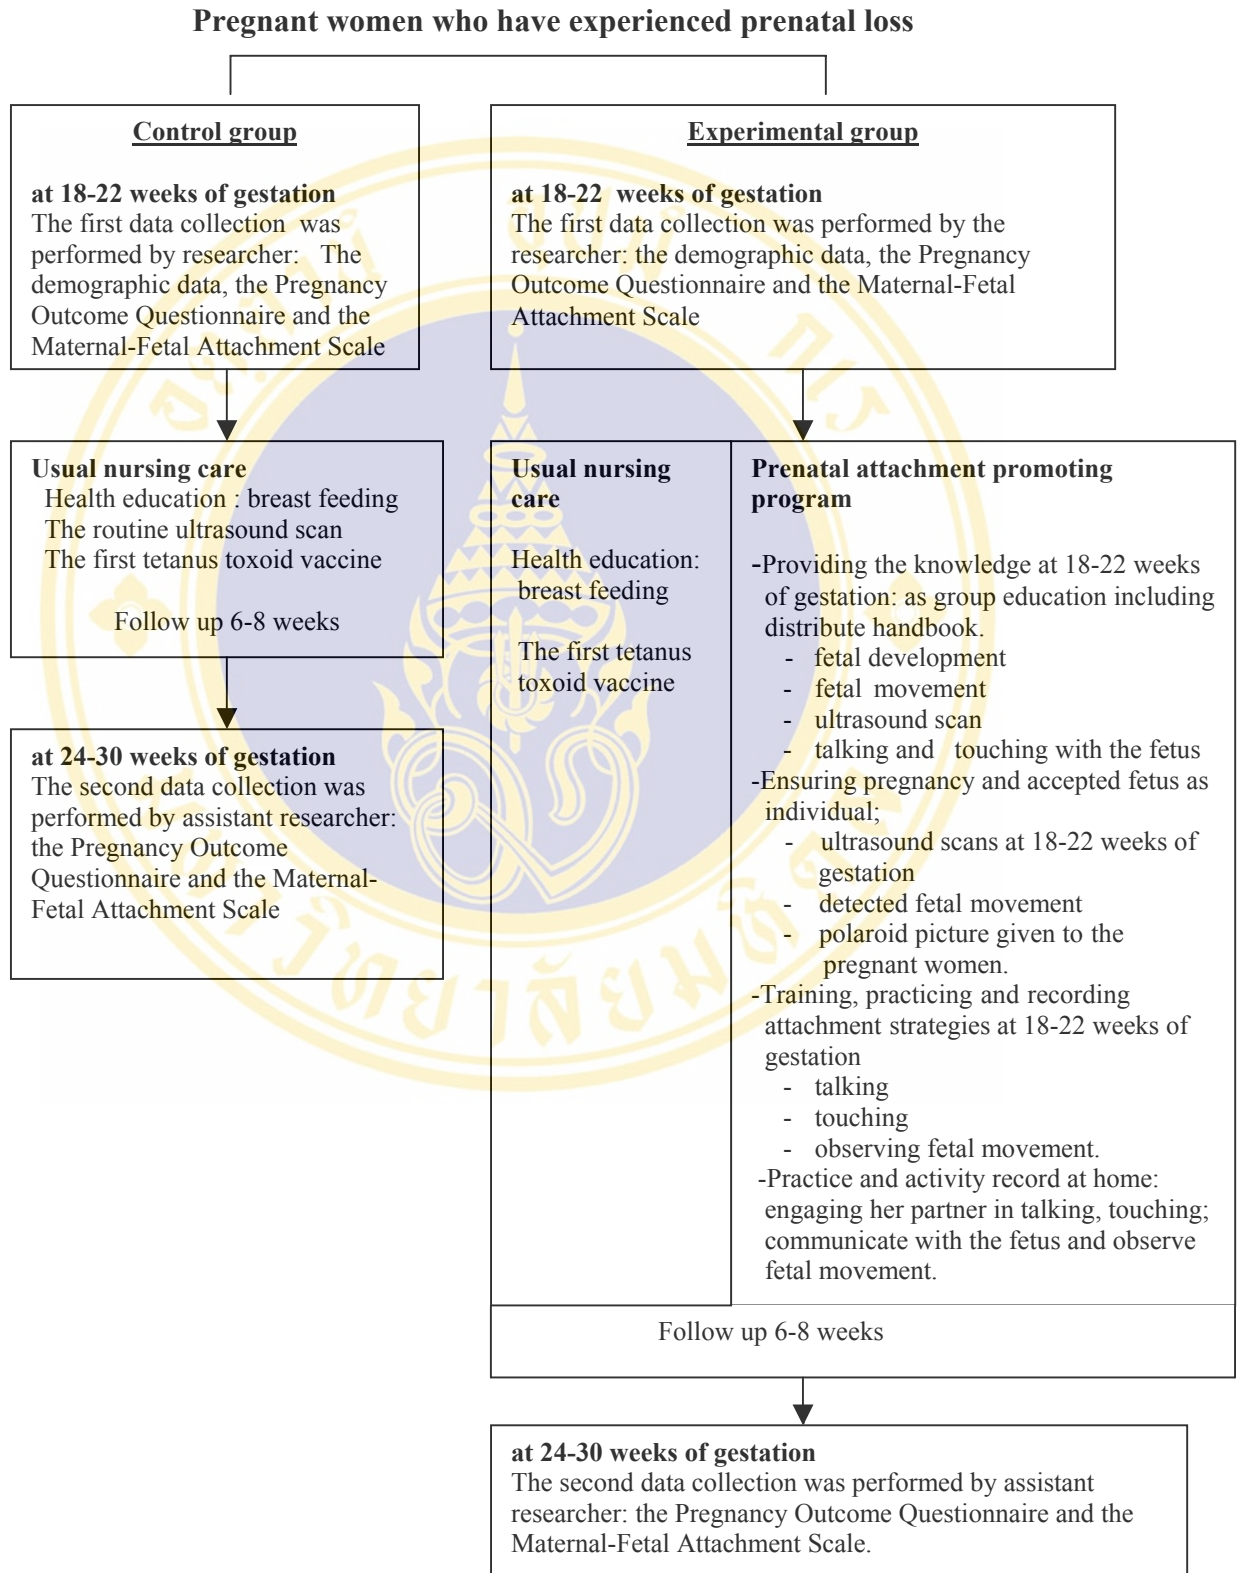 Pregnant women who have experienced prenatal loss
Control group
at 18-22 weeks of gestation
The first data collection was
performed by researcher: The
demographic data, the Pregnancy
Outcome Questionnaire and the
Maternal-Fetal Attachment Scale
Usual nursing care
Health education : breast feeding
The routine ultrasound scan
The first tetanus toxoid vaccine
Follow up 6-8 weeks
at 24-30 weeks of gestation
The second data collection was
performed by assistant researcher:
the Pregnancy Outcome
Questionnaire and the Maternal-
Fetal Attachment Scale
Experimental group
at 18-22 weeks of gestation
The first data collection was performed by the
researcher: the demographic data, the Pregnancy
Outcome Questionnaire and the Maternal-Fetal
Attachment Scale
Usual nursing
care
Health education:
breast feeding
The first tetanus
toxoid vaccine
Prenatal attachment promoting
program
-Providing the knowledge at 18-22 weeks
of gestation: as group education including
distribute handbook.
- fetal development
- fetal movement
- ultrasound scan
- talking and touching with the fetus
-Ensuring pregnancy and accepted fetus as
individual;
- ultrasound scans at 18-22 weeks of
gestation
- detected fetal movement
- polaroid picture given to the
pregnant women.
-Training, practicing and recording
attachment strategies at 18-22 weeks of
gestation
- talking
- touching
- observing fetal movement.
-Practice and activity record at home:
engaging her partner in talking, touching;
communicate with the fetus and observe
fetal movement.
Follow up 6-8 weeks
at 24-30 weeks of gestation
The second data collection was performed by assistant
researcher: the Pregnancy Outcome Questionnaire and the
Maternal-Fetal Attachment Scale.
มหาวิทยาลัยมหิดล